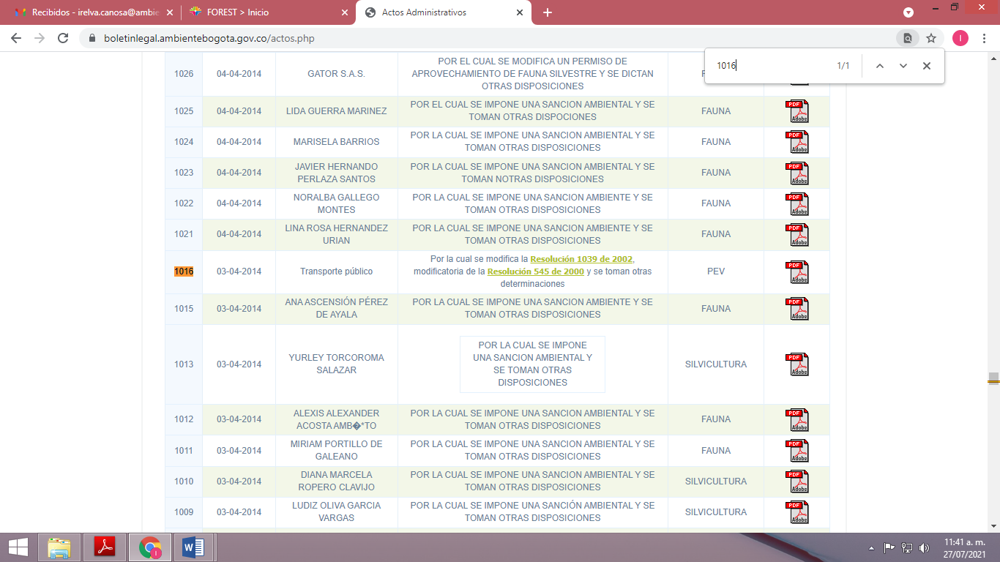 Recibidos - irelva.canosa@ambie
FOREST > Inicio
Actos Administrativos
boletinlegal.ambientebogota.gov.co/actos.php
I
1016
1/1
1026
04-04-2014
GATOR S.A.S.
POR EL CUAL SE MODIFICA UN PERMISO DE
APROVECHAMIENTO DE FAUNA SILVESTRE Y SE DICTAN
OTRAS DISPOSICIONES
1025
04-04-2014
LIDA GUERRA MARINEZ
POR EL CUAL SE IMPONE UNA SANCION AMBIENTAL Y SE
TOMAN OTRAS DISPOCIONES
FAUNA
PDF
Adobe
1024
04-04-2014
MARISELA BARRIOS
POR LA CUAL SE IMPONE UNA SANCION AMBIENTAL Y SE
TOMAN OTRAS DISPOSICIONES
FAUNA
PDF
Adobe
1023
04-04-2014
JAVIER HERNANDO
PERLAZA SANTOS
POR LA CUAL SE IMPONE UNA SANCION AMBIENTAL Y SE
TOMAN NOTRAS DISPOSICIONES
FAUNA
PDF
Adobe
1022
04-04-2014
NORALBA GALLEGO
MONTES
POR LA CUAL SE IMPONE UNA SANCION AMBIENTE Y SE
TOMAN OTRAS DISPOSICIONES
FAUNA
PDF
Adobe
1021
04-04-2014
LINA ROSA HERNANDEZ
URIAN
POR LA CUAL SE IMPONE UNA SANCION AMBIENTE Y SE
TOMAN OTRAS DISPOSICIONES
FAUNA
PDF
Adobe
1016
03-04-2014
Transporte público
Por la cual se modifica la Resolución 1039 de 2002,
modificatoria de la Resolución 545 de 2000 y se toman otras
determinaciones
PEV
PDF
Adobe
1015
03-04-2014
ANA ASCENSIÓN PÉREZ
DE AYALA
POR LA CUAL SE IMPONE UNA SANCION AMBIENTE Y SE
TOMAN OTRAS DISPOSICIONES
FAUNA
PDF
Adobe
1013
03-04-2014
YURLEY TORCOROMA
SALAZAR
POR LA CUAL SE IMPONE
UNA SANCION AMBIENTAL Y
SE TOMAN OTRAS
DISPOSICIONES
SILVICULTURA
PDF
Adobe
1012
03-04-2014
ALEXIS ALEXANDER
ACOSTA AMB�*TO
POR LA CUAL SE IMPONE UNA SANCION AMBIENTAL Y SE
TOMAN OTRAS DISPOSICIONES
FAUNA
PDF
Adobe
1011
03-04-2014
MIRIAM PORTILLO DE
GALEANO
POR LA CUAL SE IMPONE UNA SANCION AMBIENTAL Y SE
TOMAN OTRAS DISPOSICIONES
FAUNA
PDF
Adobe
1010
03-04-2014
DIANA MARCELA
ROPERO CLAVIJO
POR LA CUAL SE IMPONE UNA SANCION AMBIENTAL Y SE
TOMAN OTRAS DISPOSICIONES
SILVICULTURA
PDF
Adobe
1009
03-04-2014
LUDIZ OLIVA GARCIA
VARGAS
POR LA CUAL SE IMPONE UNA SANCIÓN AMBIENTAL Y SE
TOMAN OTRAS DISPOSICIONES
SILVICULTURA
PDF
Adobe
11:41 a. m.
27/07/2021